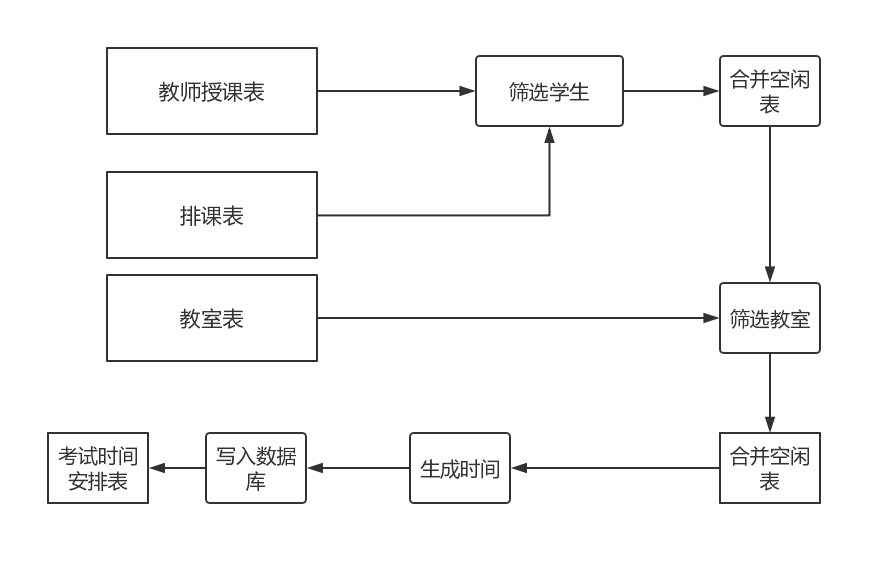 教师授课表
筛选学生
合并空闲
表
排课表
教室表
筛选教室
考试时间
安排表
写入数据
库
生成时间
合并空闲
表